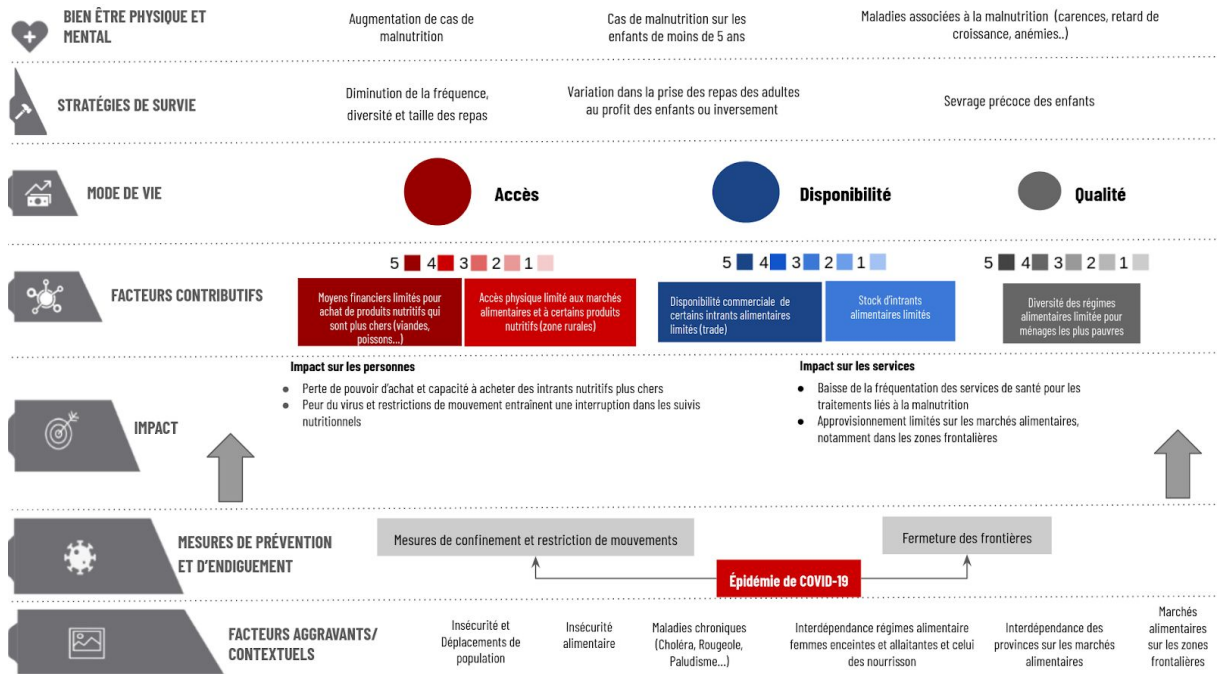 BIEN ÊTRE PHYSIQUE ET
MENTAL
Augmentation de cas de
malnutrition
Cas de malnutrition sur les
enfants de moins de 5 ans
Maladies associées à la malnutrition (carences, retard de
croissance, anémies..)
STRATÉGIES DE SURVIE
Diminution de la fréquence,
diversité et taille des repas
Variation dans la prise des repas des adultes
au profit des enfants ou inversement
Sevrage précoce des enfants
MODE DE VIE
Accès
Disponibilité
Qualité
FACTEURS CONTRIBUTIFS
5 4 3 2 1
Moyens financiers limités pour
achat de produits nutritifs qui
sont plus chers (viandes,
poissons...)
Accès physique limité aux marchés
alimentaires et à certains produits
nutritifs (zone rurales)
5 4 3 2 1
Disponibilité commerciale de
certains intrants alimentaires
limités (trade)
Stock d'intrants
alimentaires limités
5 4 3 2 1
Diversité des régimes
alimentaires limitée pour
ménages les plus pauvres
IMPACT
Impact sur les personnes
● Perte de pouvoir d'achat et capacité à acheter des intrants nutritifs plus chers
● Peur du virus et restrictions de mouvement entraînent une interruption dans les suivis
nutritionnels
Impact sur les services
● Baisse de la fréquentation des services de santé pour les
traitements liés à la malnutrition
● Approvisionnement limités sur les marchés alimentaires,
notamment dans les zones frontalières
MESURES DE PRÉVENTION
ET D'ENDIGUEMENT
Mesures de confinement et restriction de mouvements
Fermeture des frontières
Épidémie de COVID-19
FACTEURS AGGRAVANTS/
CONTEXTUELS
Insécurité et
Déplacements de
population
Insécurité
alimentaire
Maladies chroniques
(Choléra, Rougeole,
Paludisme...)
Interdépendance régimes alimentaire
femmes enceintes et allaitantes et celui
des nourrisson
Interdépendance des
provinces sur les marchés
alimentaires
Marchés
alimentaires
sur les zones
frontalières